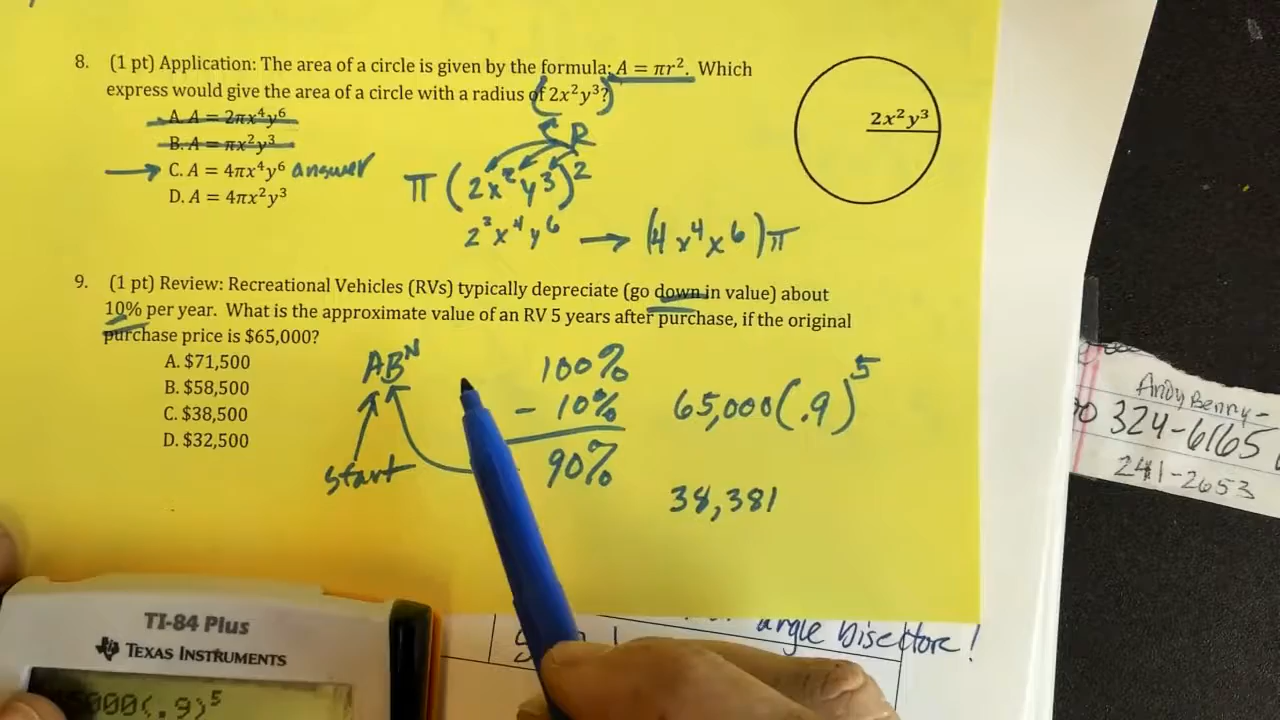 8. (1 pt) Application: The area of a circle is given by the formula: A = πr². Which
express would give the area of a circle with a radius of (2x²y³?)
A. A = 2πx⁴y⁶
B. A = πx²y³
C. A = 4πx⁴y⁶ answer
D. A = 4πx²y³
2x²y³
π(2x²y³)²
2²x⁴y⁶ → (4x⁴x⁶)π
9. (1 pt) Review: Recreational Vehicles (RVs) typically depreciate (go down in value) about
10% per year. What is the approximate value of an RV 5 years after purchase, if the original
purchase price is $65,000?
A. $71,500
B. $58,500
C. $38,500
D. $32,500
ABᴺ
start
100%
- 10%
90%
65,000(.9)⁵
38,381
Andy Benny-
324-6165
241-2653
angle bisector!
TI-84 Plus
TEXAS INSTRUMENTS
000(.9)⁵